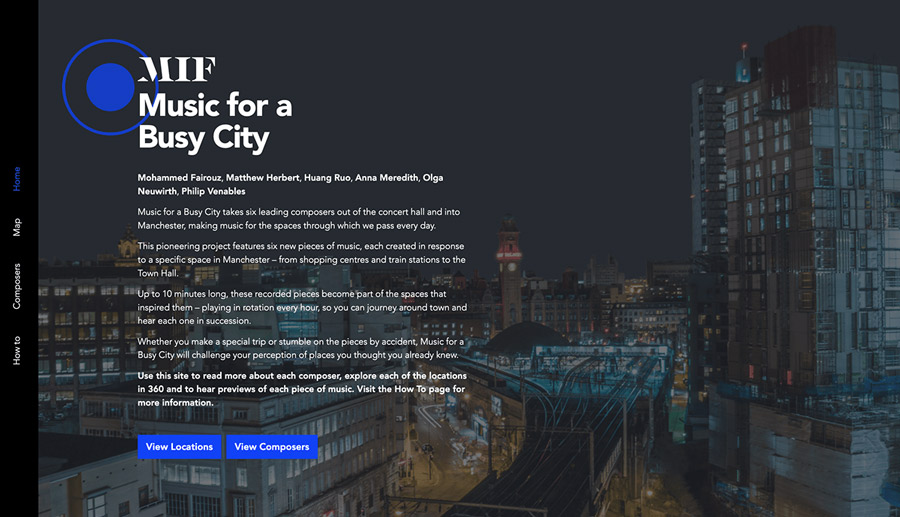 Home
Map
Composers
How to
MIF
Music for a
Busy City
Mohammed Fairouz, Matthew Herbert, Huang Ruo, Anna Meredith, Olga
Neuwirth, Philip Venables
Music for a Busy City takes six leading composers out of the concert hall and into
Manchester, making music for the spaces through which we pass every day.
This pioneering project features six new pieces of music, each created in response
to a specific space in Manchester – from shopping centres and train stations to the
Town Hall.
Up to 10 minutes long, these recorded pieces become part of the spaces that
inspired them – playing in rotation every hour, so you can journey around town and
hear each one in succession.
Whether you make a special trip or stumble on the pieces by accident, Music for a
Busy City will challenge your perception of places you thought you already knew.
Use this site to read more about each composer, explore each of the locations
in 360 and to hear previews of each piece of music. Visit the How To page for
more information.
View Locations
View Composers